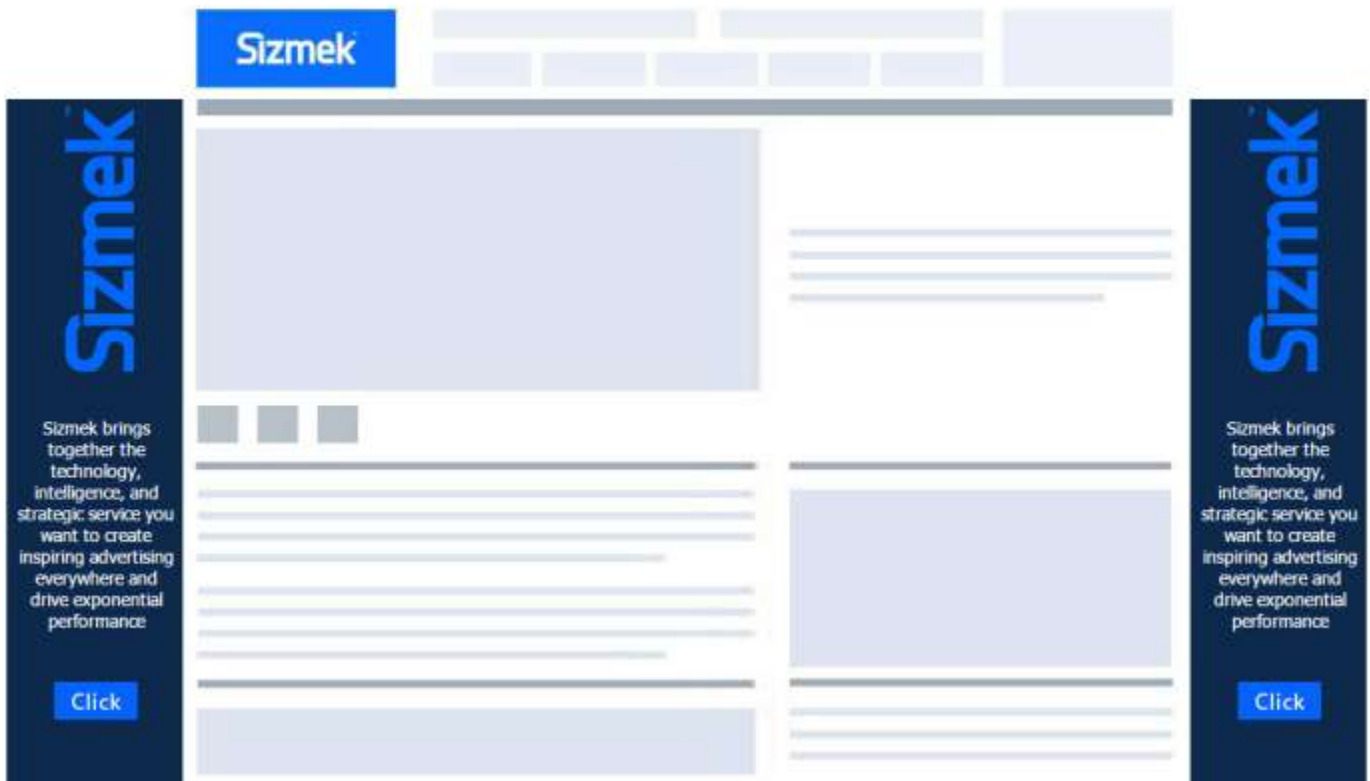 Sizmek
Sizmek
Sizmek brings
together the
technology,
intelligence, and
strategic service you
want to create
inspiring advertising
everywhere and
drive exponential
performance
Click
Sizmek
Sizmek brings
together the
technology,
intelligence, and
strategic service you
want to create
inspiring advertising
everywhere and
drive exponential
performance
Click